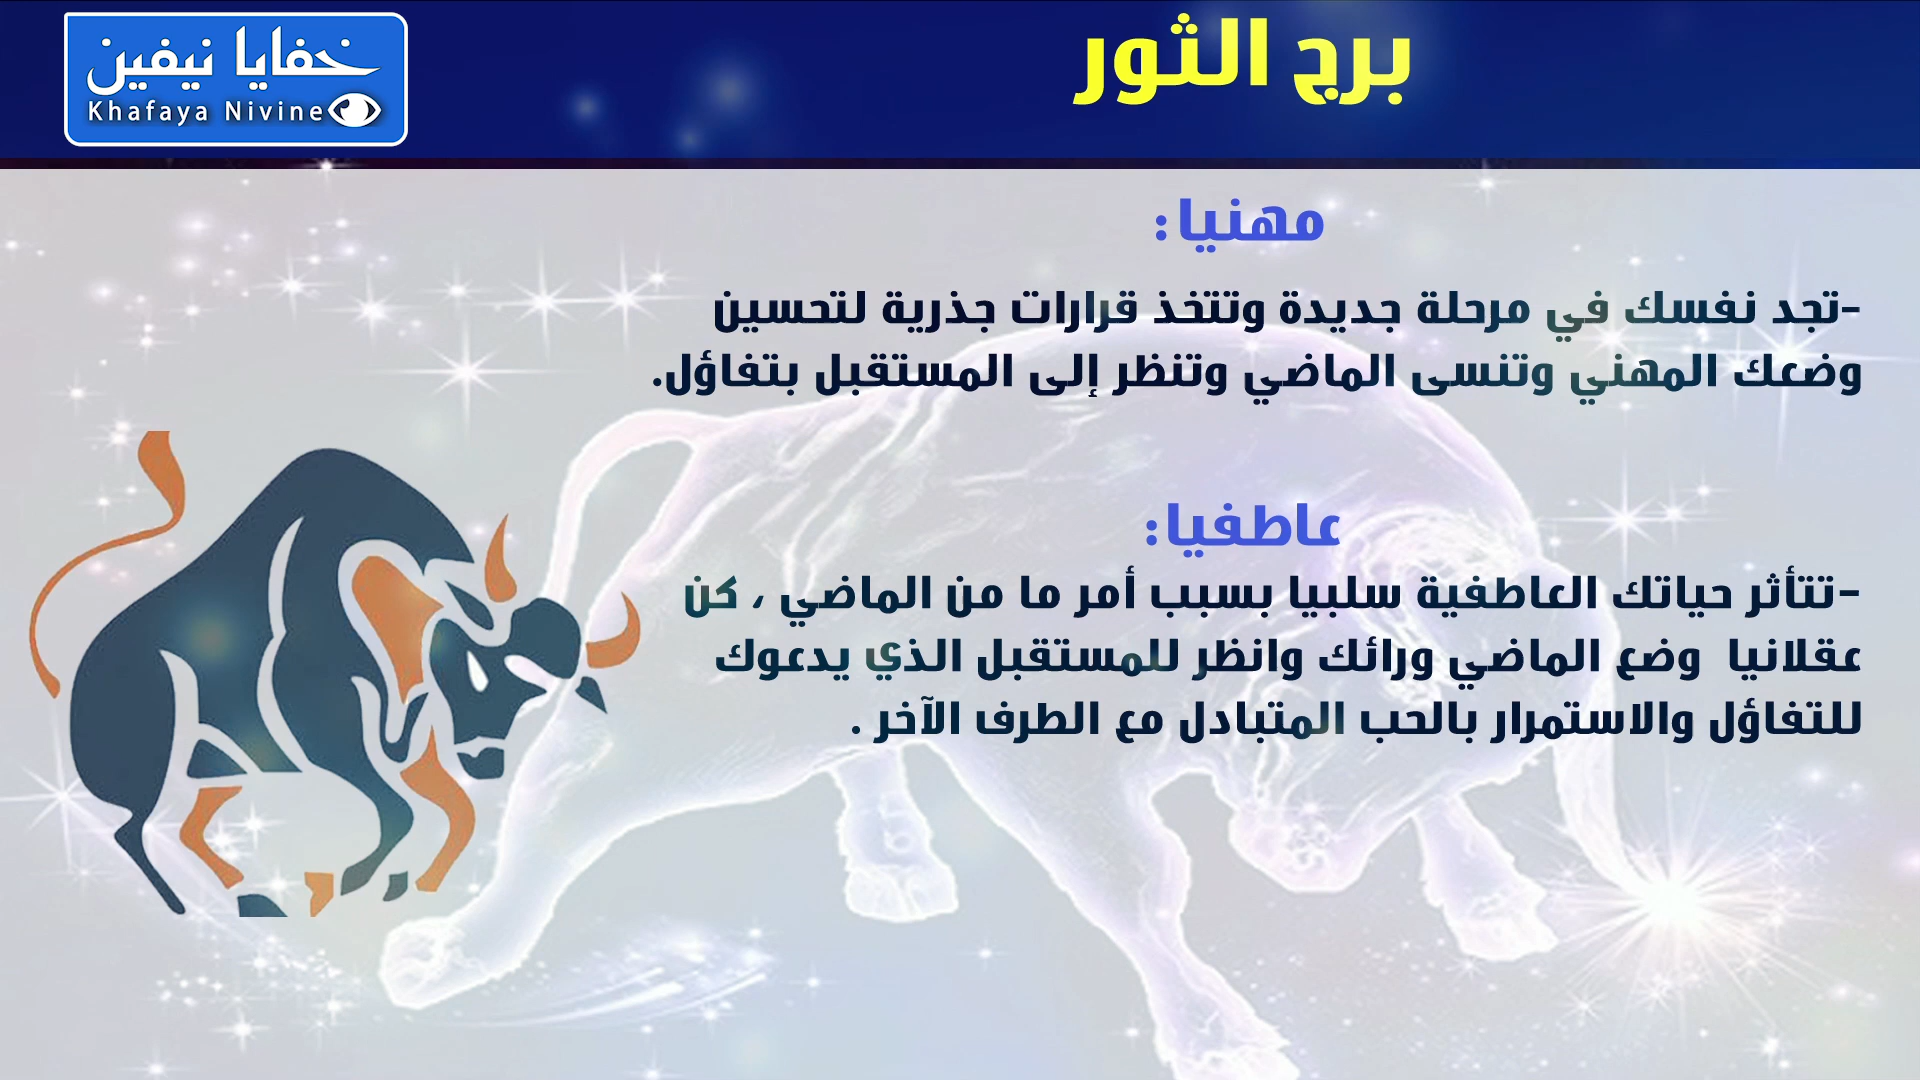 خفايا نيفين
Khafaya Nivine
برج الثور
مهنيا:
-تجد نفسك في مرحلة جديدة وتتخذ قرارات جذرية لتحسين
وضعك المهني وتنسى الماضي وتنظر إلى المستقبل بتفاؤل.
عاطفيا:
-تتأثر حياتك العاطفية سلبيا بسبب أمر ما من الماضي ، كن
عقلانيا وضع الماضي ورائك وانظر للمستقبل الذي يدعوك
للتفاؤل والاستمرار بالحب المتبادل مع الطرف الآخر .